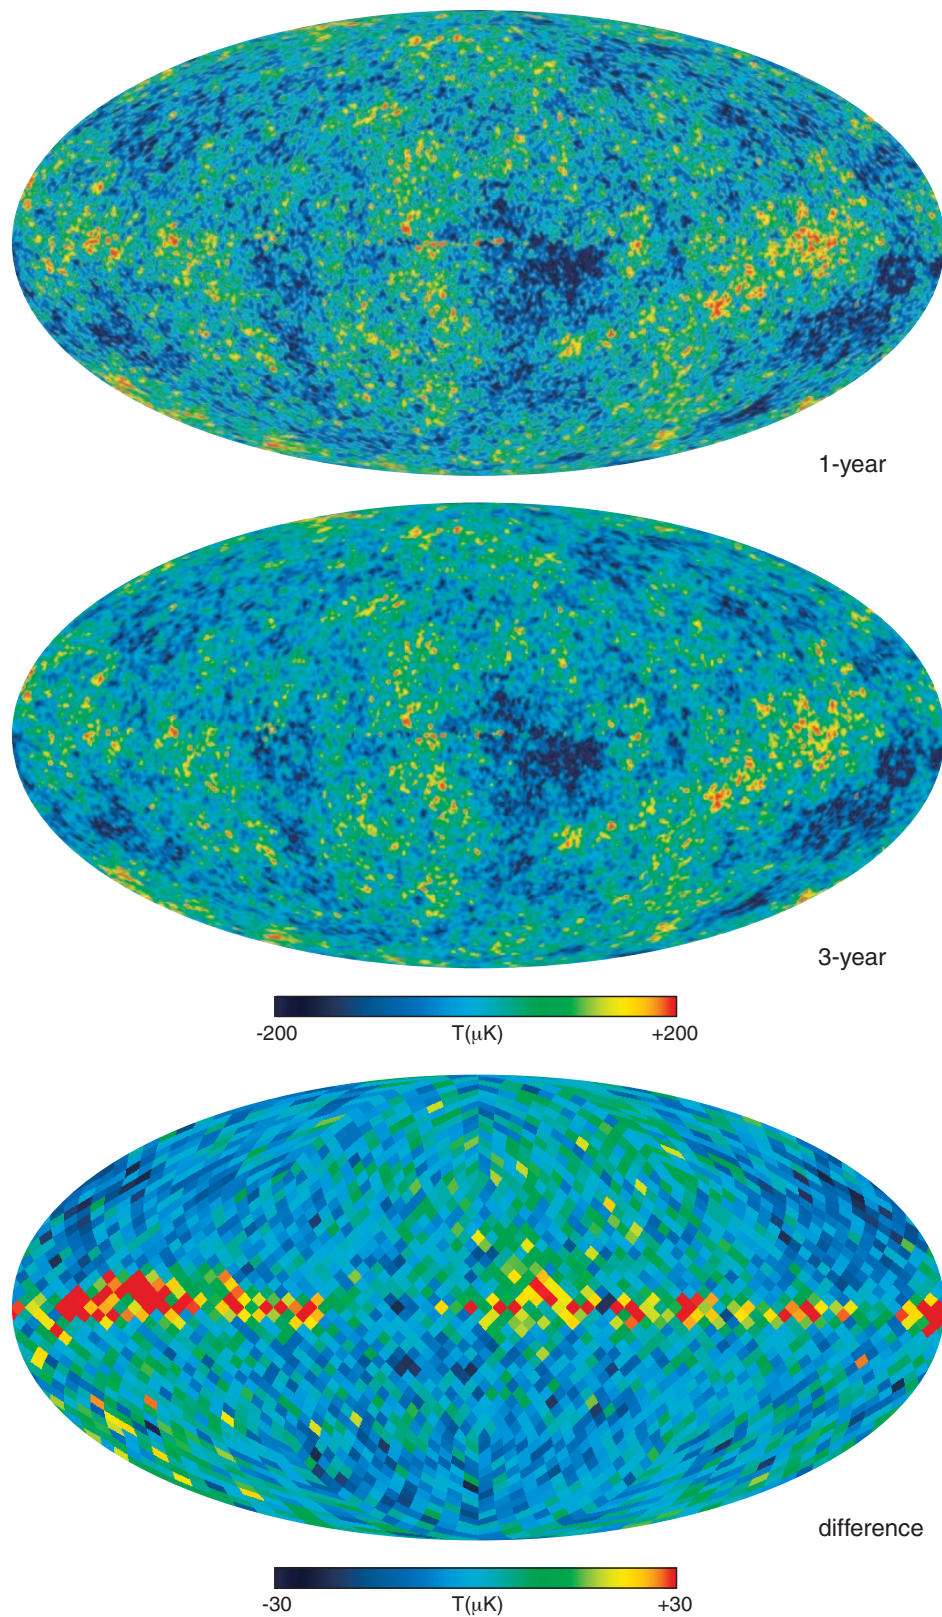 1-year
3-year
-200 T(μK) +200
difference
-30 T(μK) +30